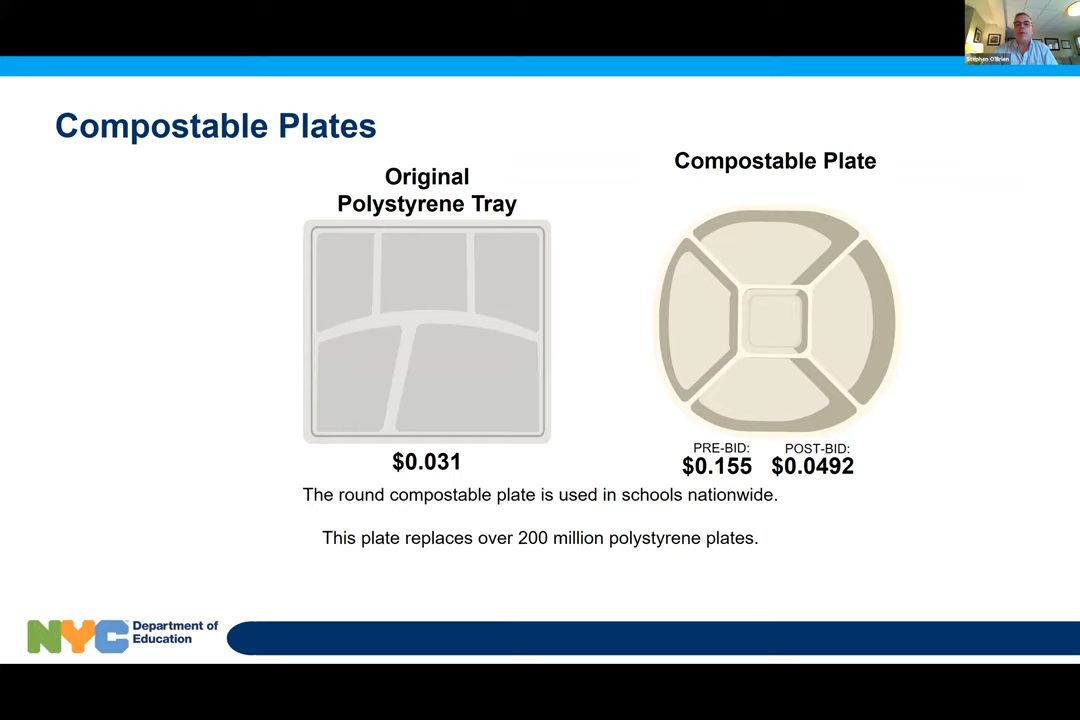 Stephen O'Brien
Compostable Plates
Original
Polystyrene Tray
Compostable Plate
$0.031
PRE-BID:
$0.155
POST-BID:
$0.0492
The round compostable plate is used in schools nationwide.
This plate replaces over 200 million polystyrene plates.
NYC
Department of
Education